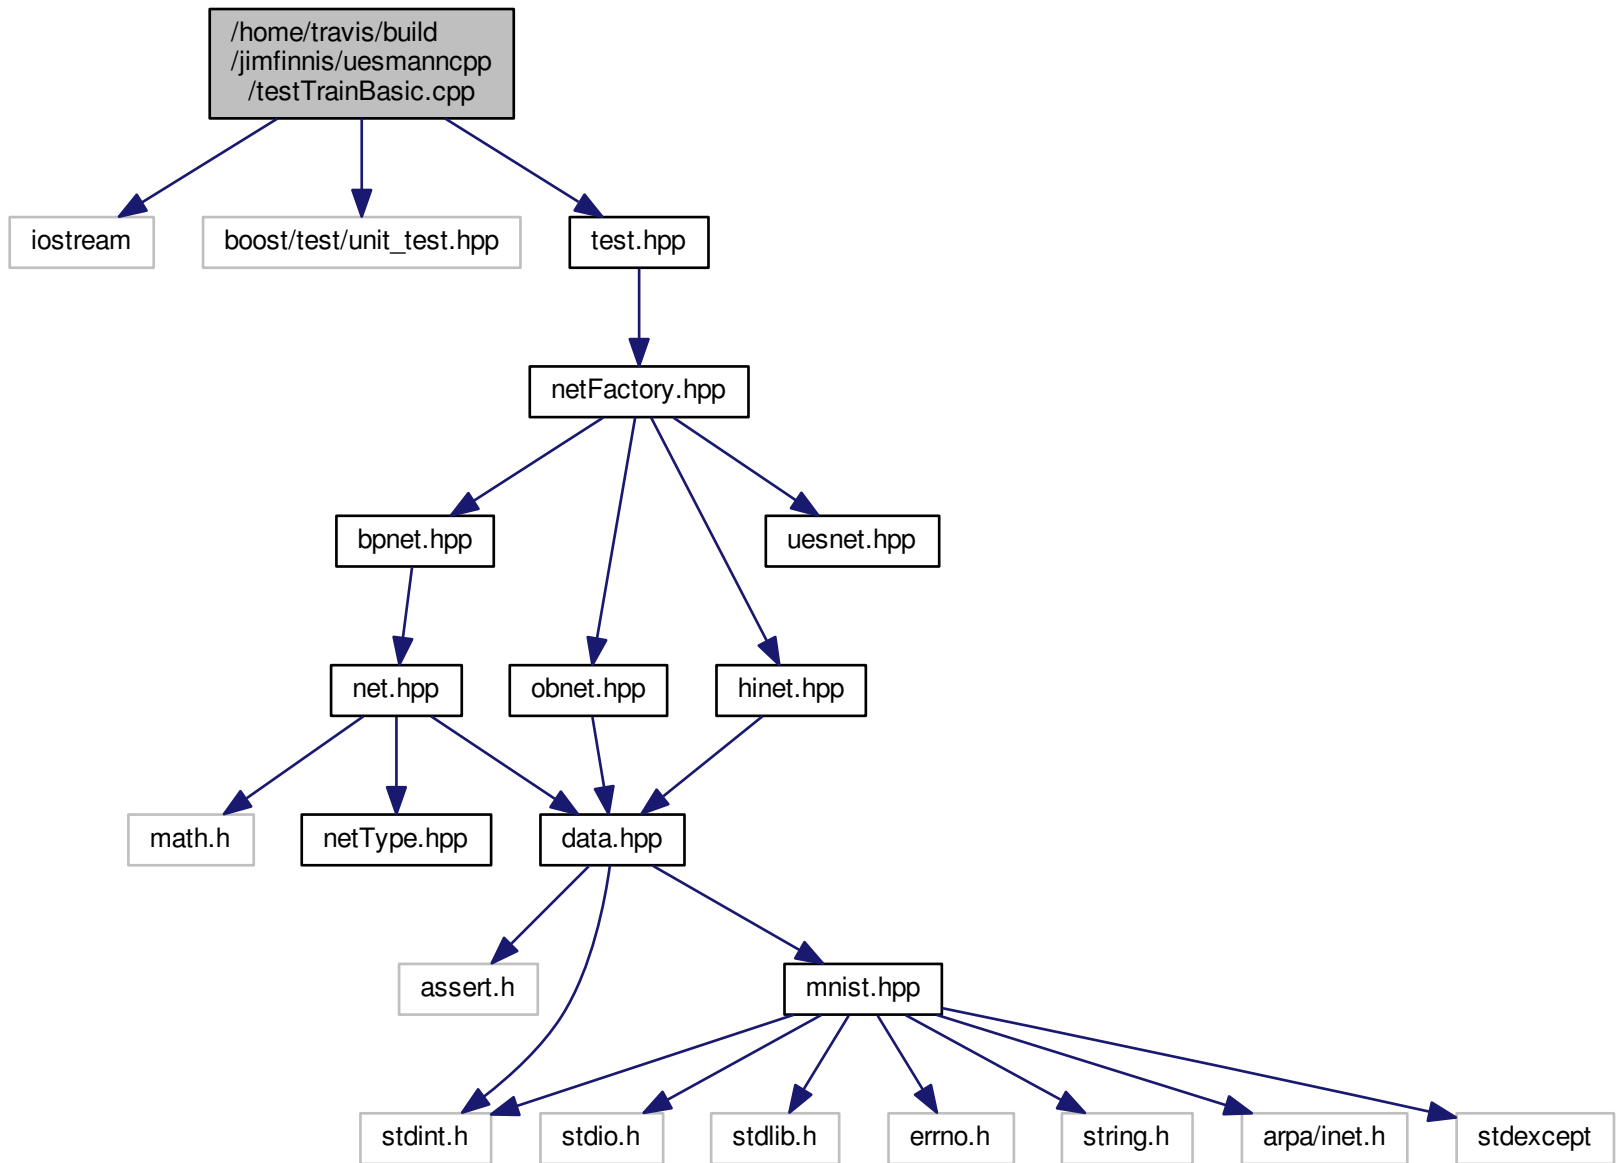 /home/travis/build
/jimfinnis/uesmanncpp
/testTrainBasic.cpp
iostream
boost/test/unit_test.hpp
test.hpp
netFactory.hpp
bpnet.hpp
uesnet.hpp
net.hpp
obnet.hpp
hinet.hpp
math.h
netType.hpp
data.hpp
assert.h
mnist.hpp
stdint.h
stdio.h
stdlib.h
errno.h
string.h
arpa/inet.h
stdexcept